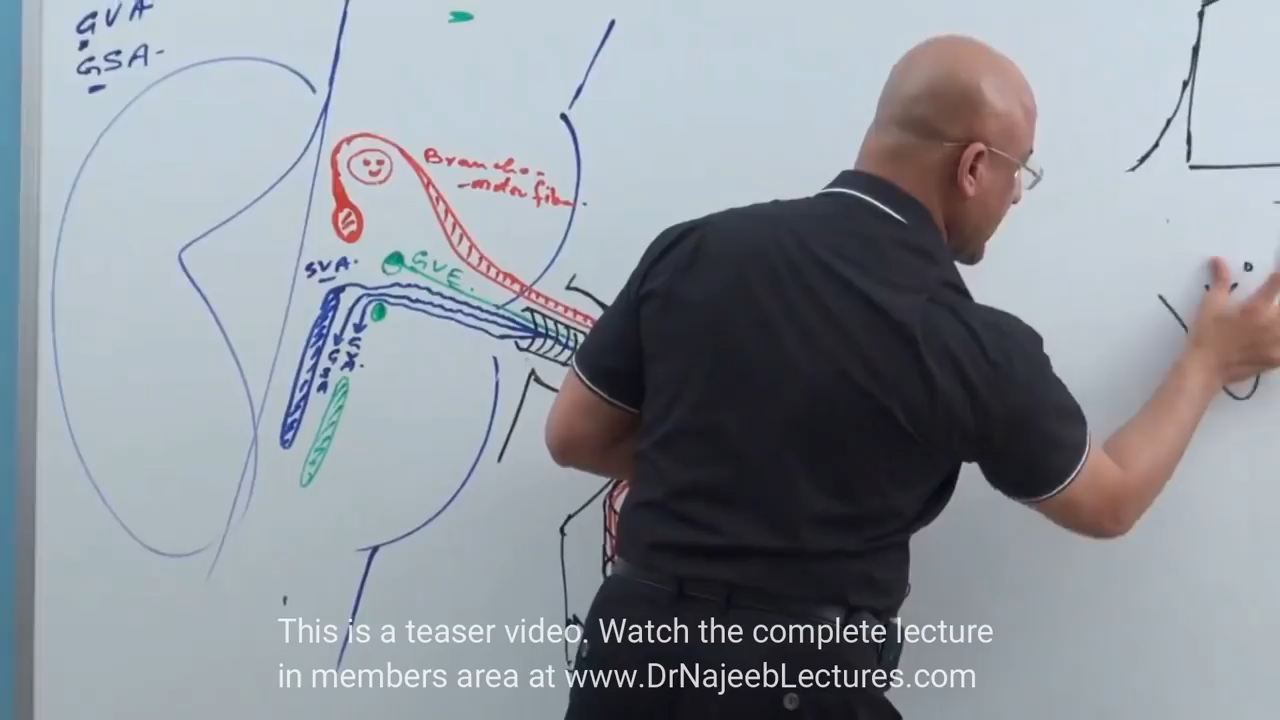 GVA
GSA-
Brancho-
-motor fiber.
SVA.
GVE.
This is a teaser video. Watch the complete lecture
in members area at www.DrNajeebLectures.com